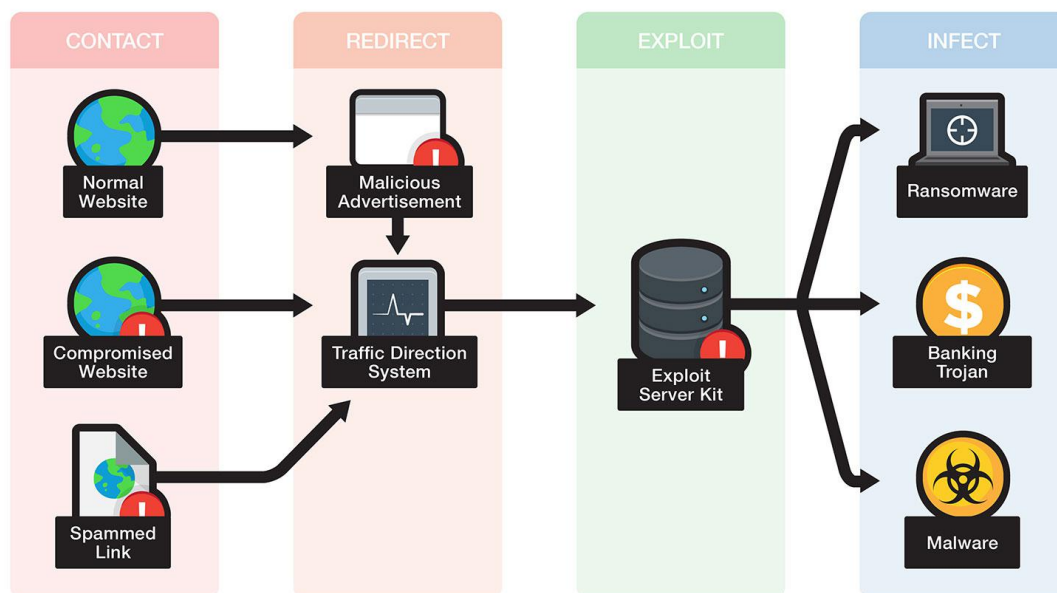 CONTACT
REDIRECT
EXPLOIT
INFECT
Normal
Website
Malicious
Advertisement
Ransomware
Compromised
Website
Traffic Direction
System
Exploit
Server Kit
Banking
Trojan
Spammed
Link
Malware